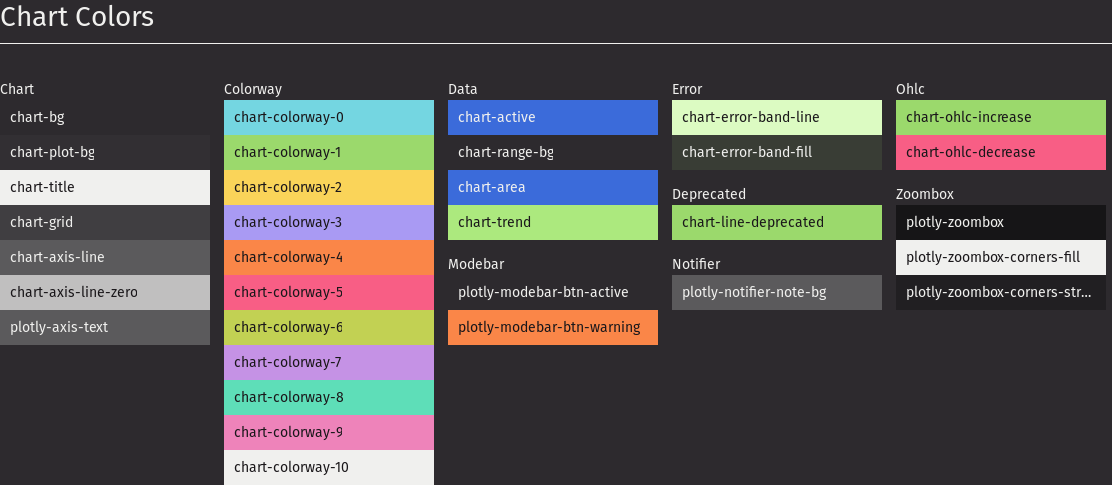 Chart Colors
Chart
chart-bg
chart-plot-bg
chart-title
chart-grid
chart-axis-line
chart-axis-line-zero
plotly-axis-text
Colorway
chart-colorway-0
chart-colorway-1
chart-colorway-2
chart-colorway-3
chart-colorway-4
chart-colorway-5
chart-colorway-6
chart-colorway-7
chart-colorway-8
chart-colorway-9
chart-colorway-10
Data
chart-active
chart-range-bg
chart-area
chart-trend
Modebar
plotly-modebar-btn-active
plotly-modebar-btn-warning
Error
chart-error-band-line
chart-error-band-fill
Deprecated
chart-line-deprecated
Notifier
plotly-notifier-note-bg
Ohlc
chart-ohlc-increase
chart-ohlc-decrease
Zoombox
plotly-zoombox
plotly-zoombox-corners-fill
plotly-zoombox-corners-str...